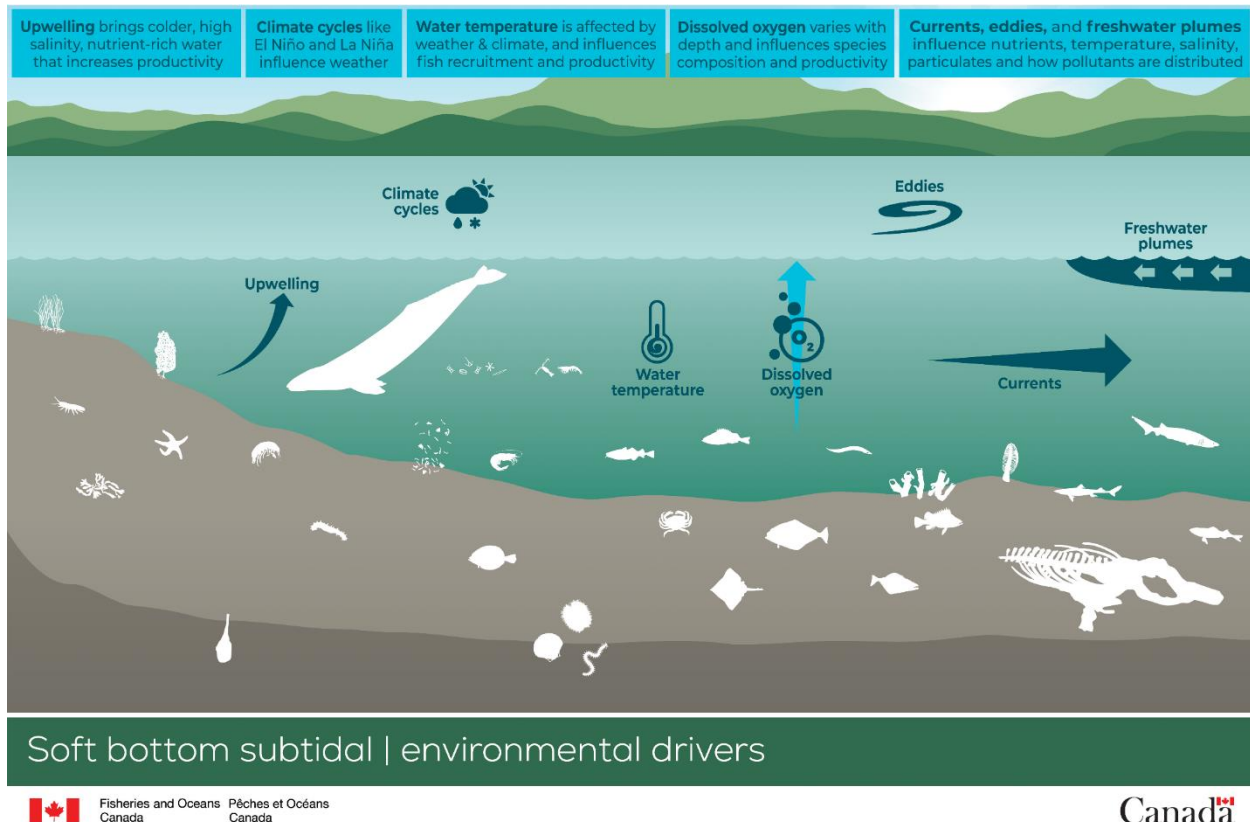 Upwelling brings colder, high
salinity, nutrient-rich water
that increases productivity
Climate cycles like
El Niño and La Niña
influence weather
Water temperature is affected by
weather & climate, and influences
fish recruitment and productivity
Dissolved oxygen varies with
depth and influences species
composition and productivity
Currents, eddies, and freshwater plumes
influence nutrients, temperature, salinity,
particulates and how pollutants are distributed
Climate
cycles
Eddies
Freshwater
plumes
Upwelling
O2
Water
temperature
Dissolved
oxygen
Currents
Soft bottom subtidal | environmental drivers
Fisheries and Oceans
Canada
Pêches et Océans
Canada
Canada